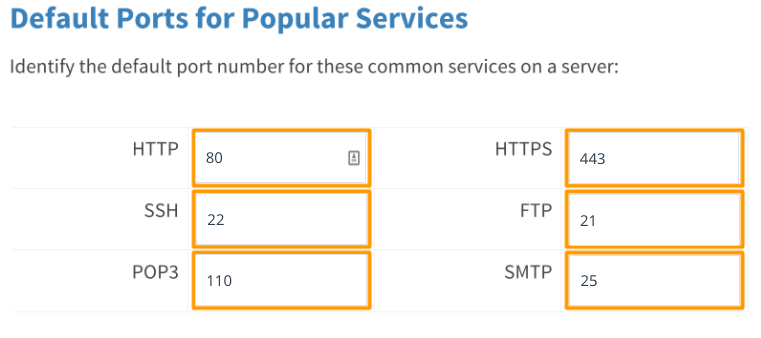 Default Ports for Popular Services
Identify the default port number for these common services on a server:
HTTP 80 HTTPS 443
SSH 22 FTP 21
POP3 110 SMTP 25